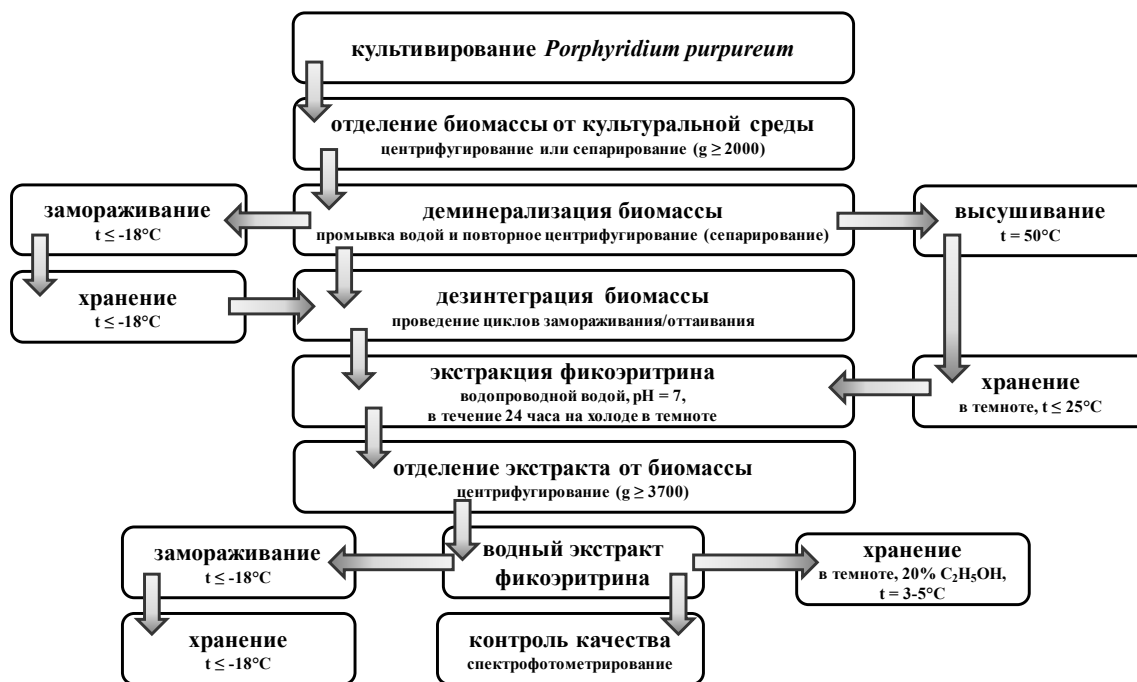 культивирование Porphyridium purpureum
отделение биомассы от культуральной среды
центрифугирование или сепарирование (g ≥ 2000)
замораживание
t ≤ -18°C
деминерализация биомассы
промывка водой и повторное центрифугирование (сепарирование)
высушивание
t = 50°C
хранение
t ≤ -18°C
дезинтеграция биомассы
проведение циклов замораживания/оттаивания
экстракция фикоэритрина
водопроводной водой, pH = 7,
в течение 24 часа на холоде в темноте
хранение
в темноте, t ≤ 25°C
отделение экстракта от биомассы
центрифугирование (g ≥ 3700)
замораживание
t ≤ -18°C
водный экстракт
фикоэритрина
хранение
в темноте, 20% C₂H₅OH,
t = 3-5°C
хранение
t ≤ -18°C
контроль качества
спектрофотометрирование